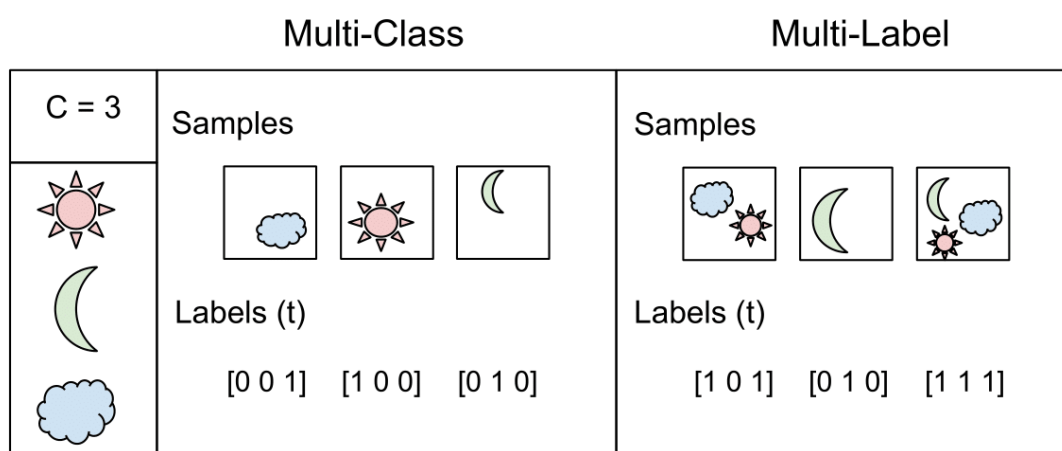 Multi-Class
Multi-Label
C = 3
Samples
Samples
Labels (t)
Labels (t)
[0 0 1] [1 0 0] [0 1 0]
[1 0 1] [0 1 0] [1 1 1]